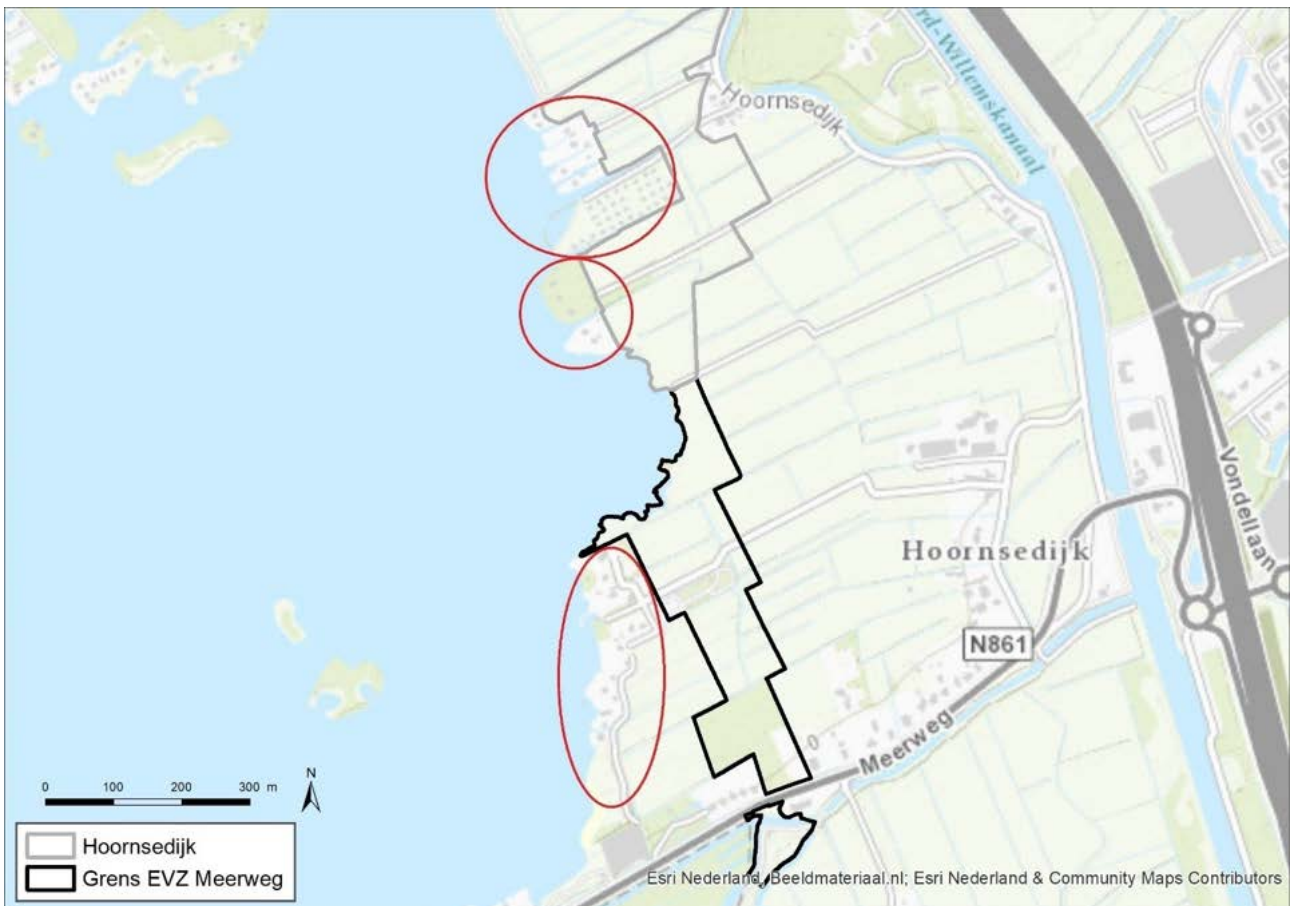 rd-Willemskanaal
Hoornsedijk
Vondellaan
Hoornsedijk
N861
Meerweg
0 100 200 300 m
N
Hoornsedijk
Grens EVZ Meerweg
Esri Nederland, Beeldmateriaal.nl; Esri Nederland & Community Maps Contributors